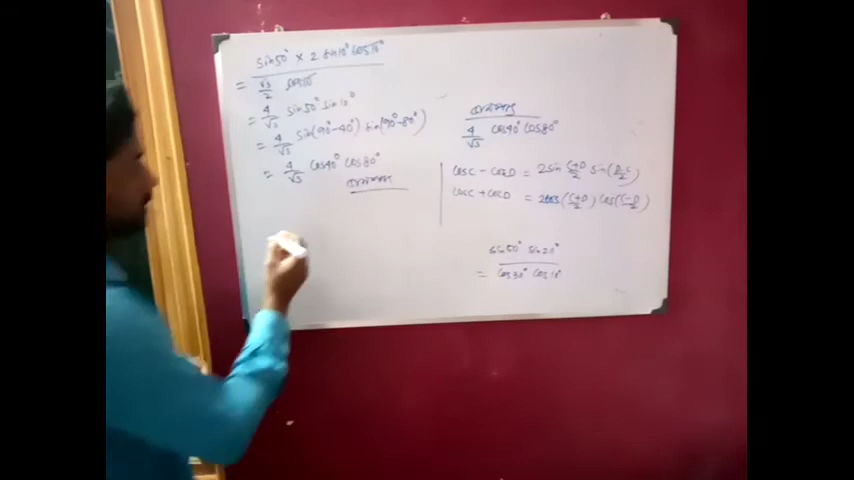 sin50° × 2 sin10° cos10°
= √3/2 cos10°
= 4/√3 sin50° sin10°
= 4/√3 sin(90°-40°) sin(90°-80°)
= 4/√3 cos40° cos80°
4/√3 cos40° cos80°
cosC - cosD = 2sin C+D/2 sin(D-C/2)
cosC + cosD = 2cos(C+D/2) cos(C-D/2)
sin50° sin20°
= cos30° cos10°